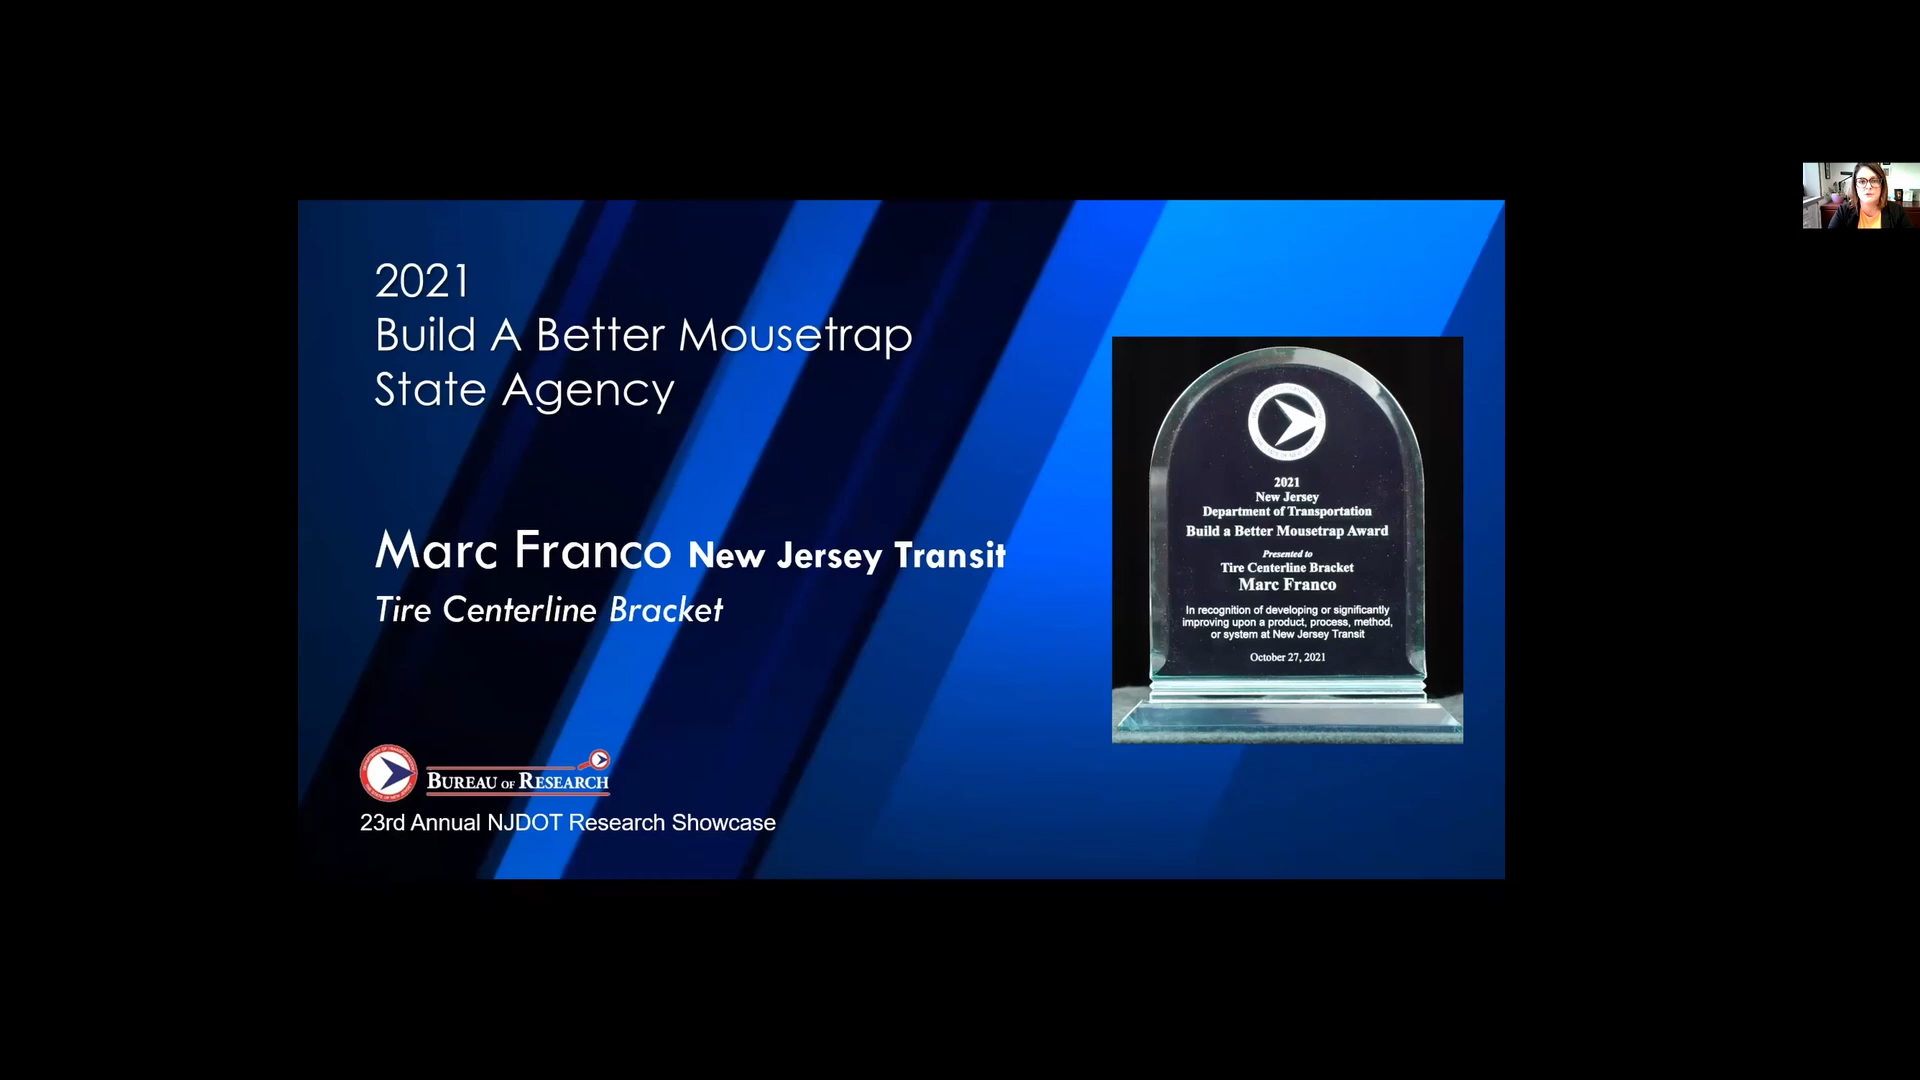 2021
Build A Better Mousetrap
State Agency
Marc Franco New Jersey Transit
Tire Centerline Bracket
BUREAU OF RESEARCH
23rd Annual NJDOT Research Showcase
2021
New Jersey
Department of Transportation
Build a Better Mousetrap Award
Presented to
Tire Centerline Bracket
Marc Franco
In recognition of developing or significantly
improving upon a product, process, method,
or system at New Jersey Transit
October 27, 2021